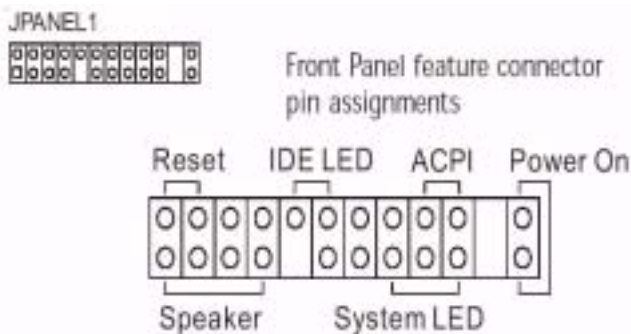 JPANEL1
Front Panel feature connector
pin assignments
Reset IDE LED ACPI Power On
Speaker System LED